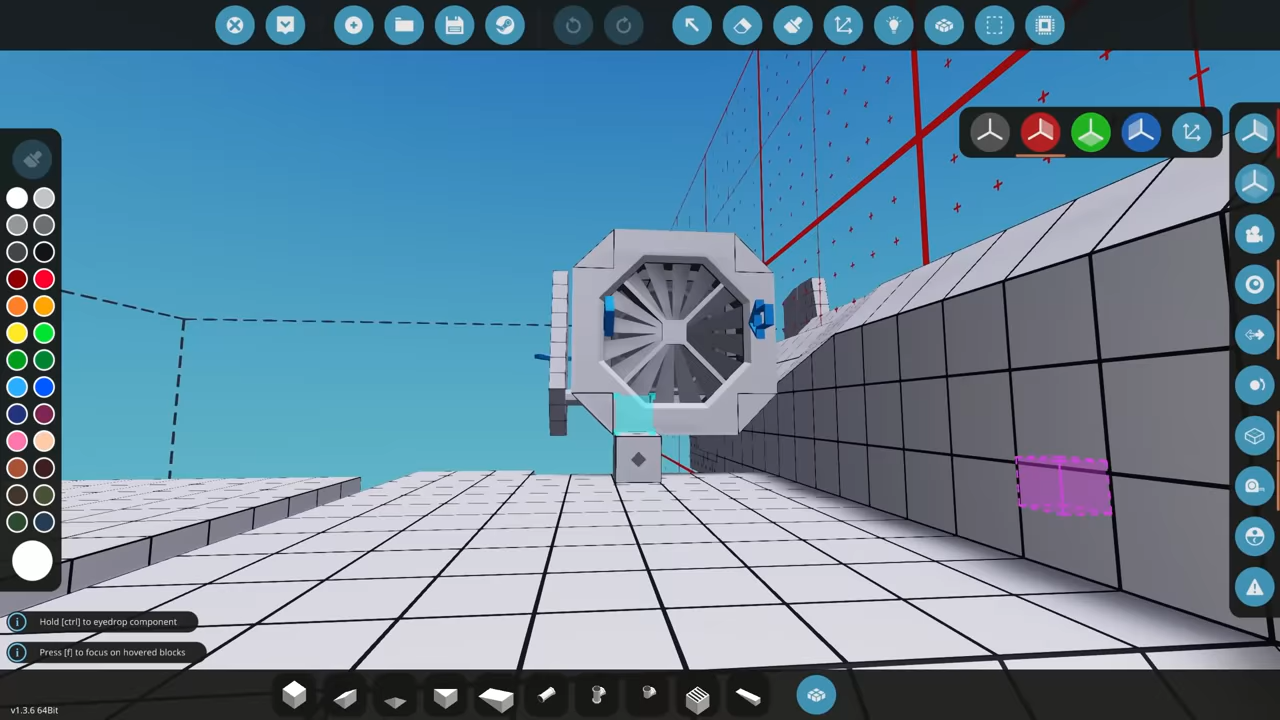 Hold [ctrl] to eyedrop component
Press [f] to focus on hovered blocks
v1.3.6 64Bit